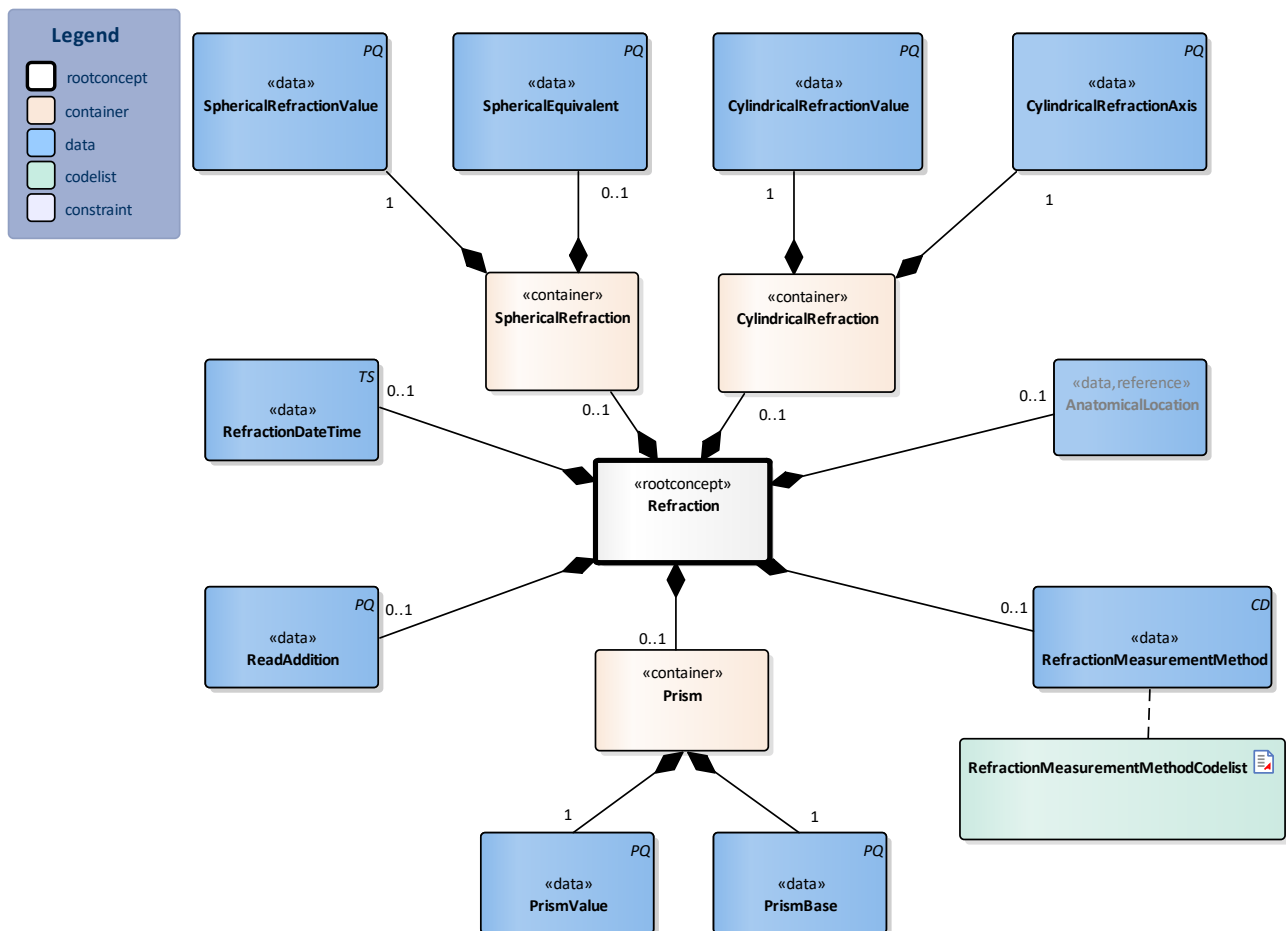 Legend
rootconcept
container
data
codelist
constraint
PQ
«data»
SphericalRefractionValue
PQ
«data»
SphericalEquivalent
PQ
«data»
CylindricalRefractionValue
PQ
«data»
CylindricalRefractionAxis
1
0..1
1
1
«container»
SphericalRefraction
«container»
CylindricalRefraction
TS
«data»
RefractionDateTime
0..1
0..1
0..1
0..1
«data,reference»
AnatomicalLocation
«rootconcept»
Refraction
PQ
«data»
ReadAddition
0..1
0..1
0..1
CD
«data»
RefractionMeasurementMethod
«container»
Prism
RefractionMeasurementMethodCodelist
1
1
PQ
«data»
PrismValue
PQ
«data»
PrismBase